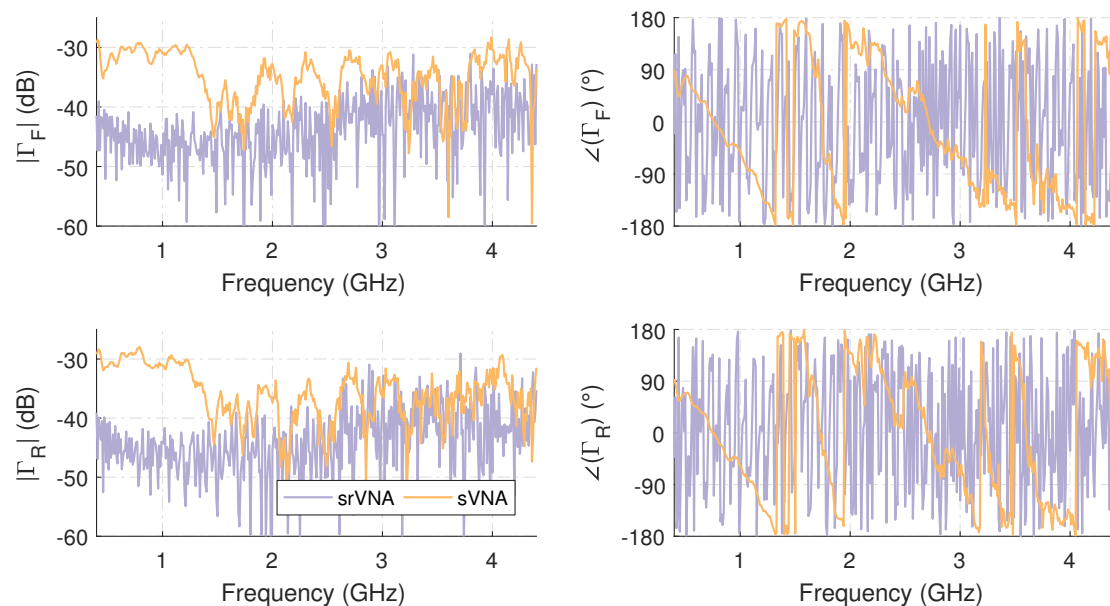 -30
-40
-50
-60
|Γ_F| (dB)
1 2 3 4
Frequency (GHz)
180
90
0
-90
-180
∠(Γ_F) (°)
1 2 3 4
Frequency (GHz)
-30
-40
-50
-60
|Γ_R| (dB)
srVNA sVNA
1 2 3 4
Frequency (GHz)
180
90
0
-90
-180
∠(Γ_R) (°)
1 2 3 4
Frequency (GHz)